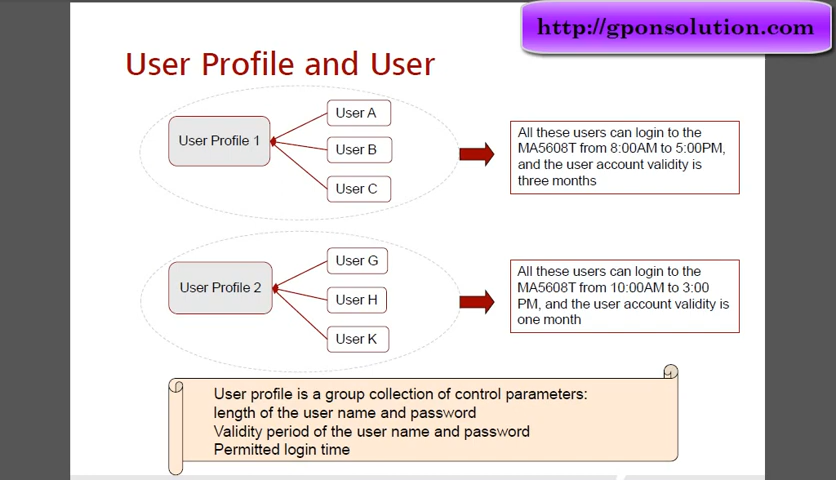 http://gponsolution.com
User Profile and User
User Profile 1
User A
User B
User C
All these users can login to the
MA5608T from 8:00AM to 5:00PM,
and the user account validity is
three months
User Profile 2
User G
User H
User K
All these users can login to the
MA5608T from 10:00AM to 3:00
PM, and the user account validity is
one month
User profile is a group collection of control parameters:
length of the user name and password
Validity period of the user name and password
Permitted login time